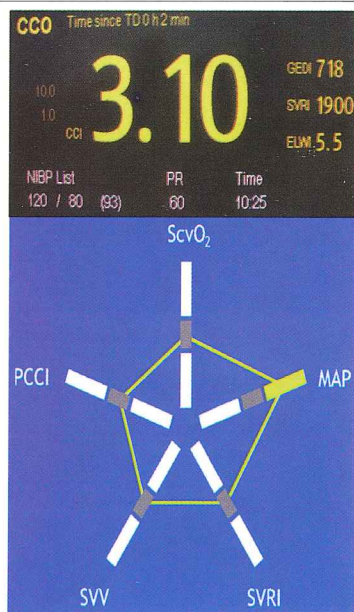 CCO Time since TD 0 h 2 min
10.0
1.0
CCI 3.10
GEDI 718
SVRI 1900
ELWI 5.5
NIBP List PR Time
120 / 80 (93) 60 10:25
ScvO₂
PCCI MAP
SVV SVRI